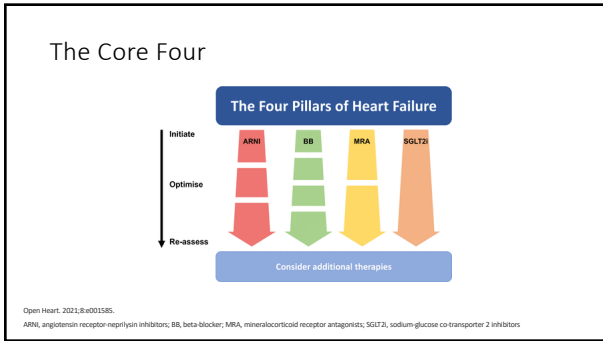 The Core Four
The Four Pillars of Heart Failure
Initiate
ARNI BB MRA SGLT2i
Optimise
Re-assess
Consider additional therapies
Open Heart. 2021;8:e001585.
ARNI, angiotensin receptor-neprilysin inhibitors; BB, beta-blocker; MRA, mineralocorticoid receptor antagonists; SGLT2i, sodium-glucose co-transporter 2 inhibitors